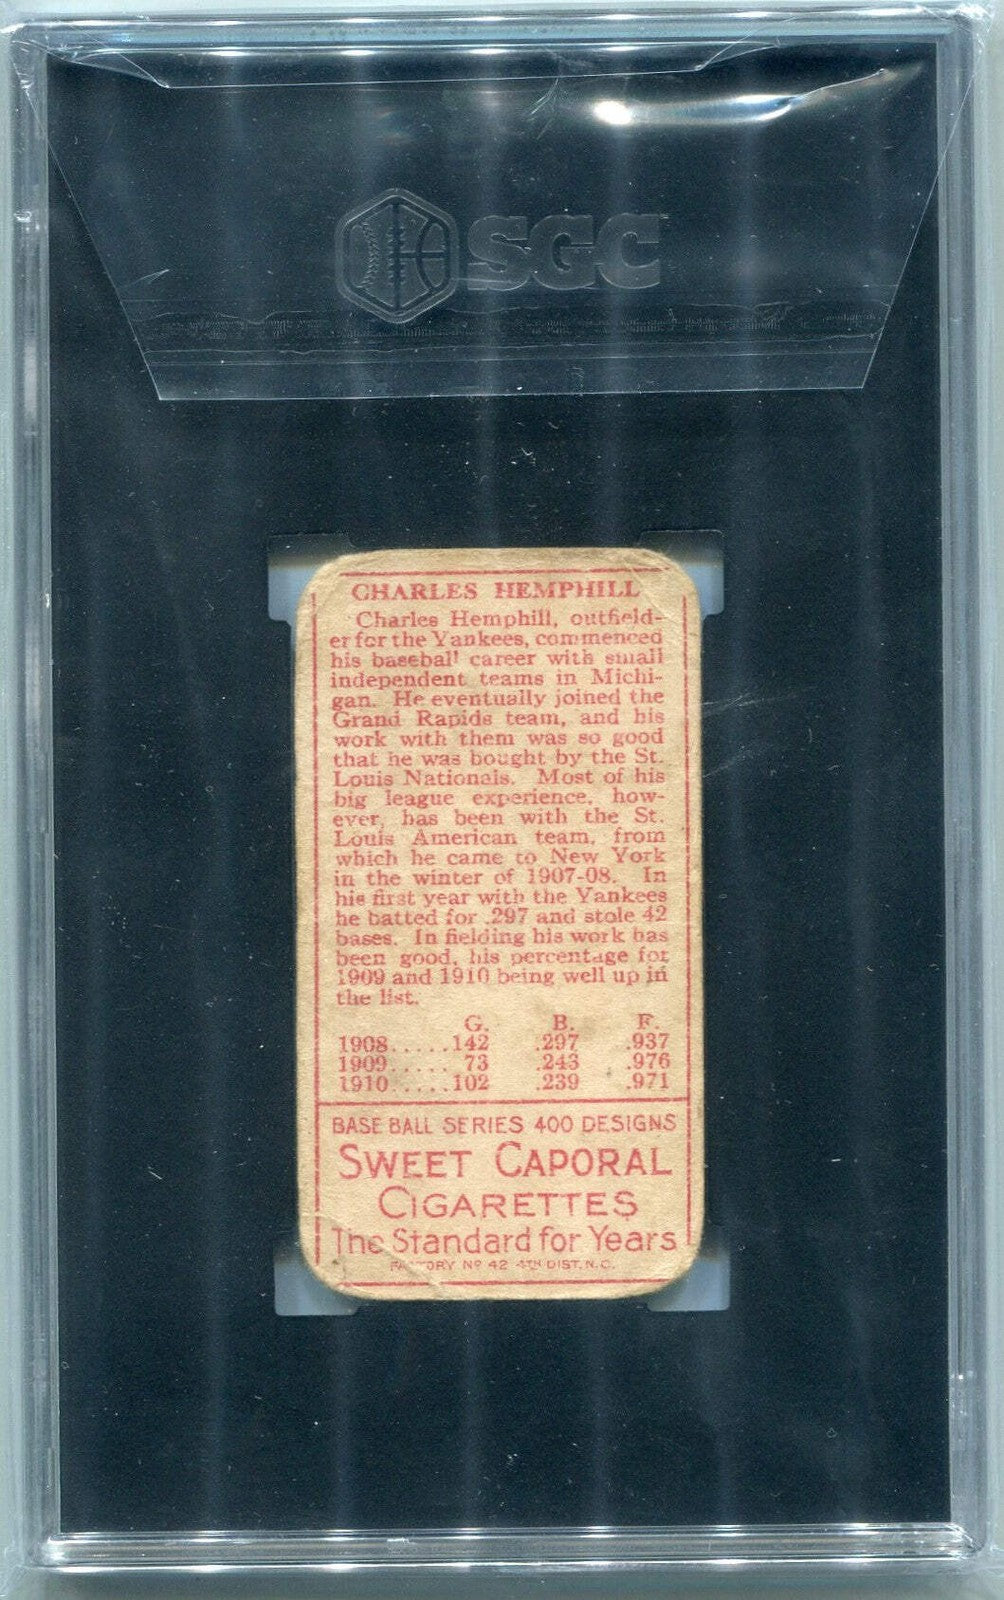 SGC
CHARLES HEMPHILL
Charles Hemphill, outfield-
er for the Yankees, commenced
his baseball career with small
independent teams in Michi-
gan. He eventually joined the
Grand Rapids team, and his
work with them was so good
that he was bought by the St.
Louis Nationals. Most of his
big league experience, how-
ever, has been with the St.
Louis American team, from
which he came to New York
in the winter of 1907-08. In
his first year with the Yankees
he batted for .297 and stole 42
bases. In fielding his work has
been good, his percentage for
1909 and 1910 being well up in
the list.
G. B. F.
1908.....142 .297 .937
1909..... 73 .243 .976
1910.....102 .239 .971
BASE BALL SERIES 400 DESIGNS
SWEET CAPORAL
CIGARETTES
The Standard for Years
FACTORY Nº 42 4TH DIST. N.C.